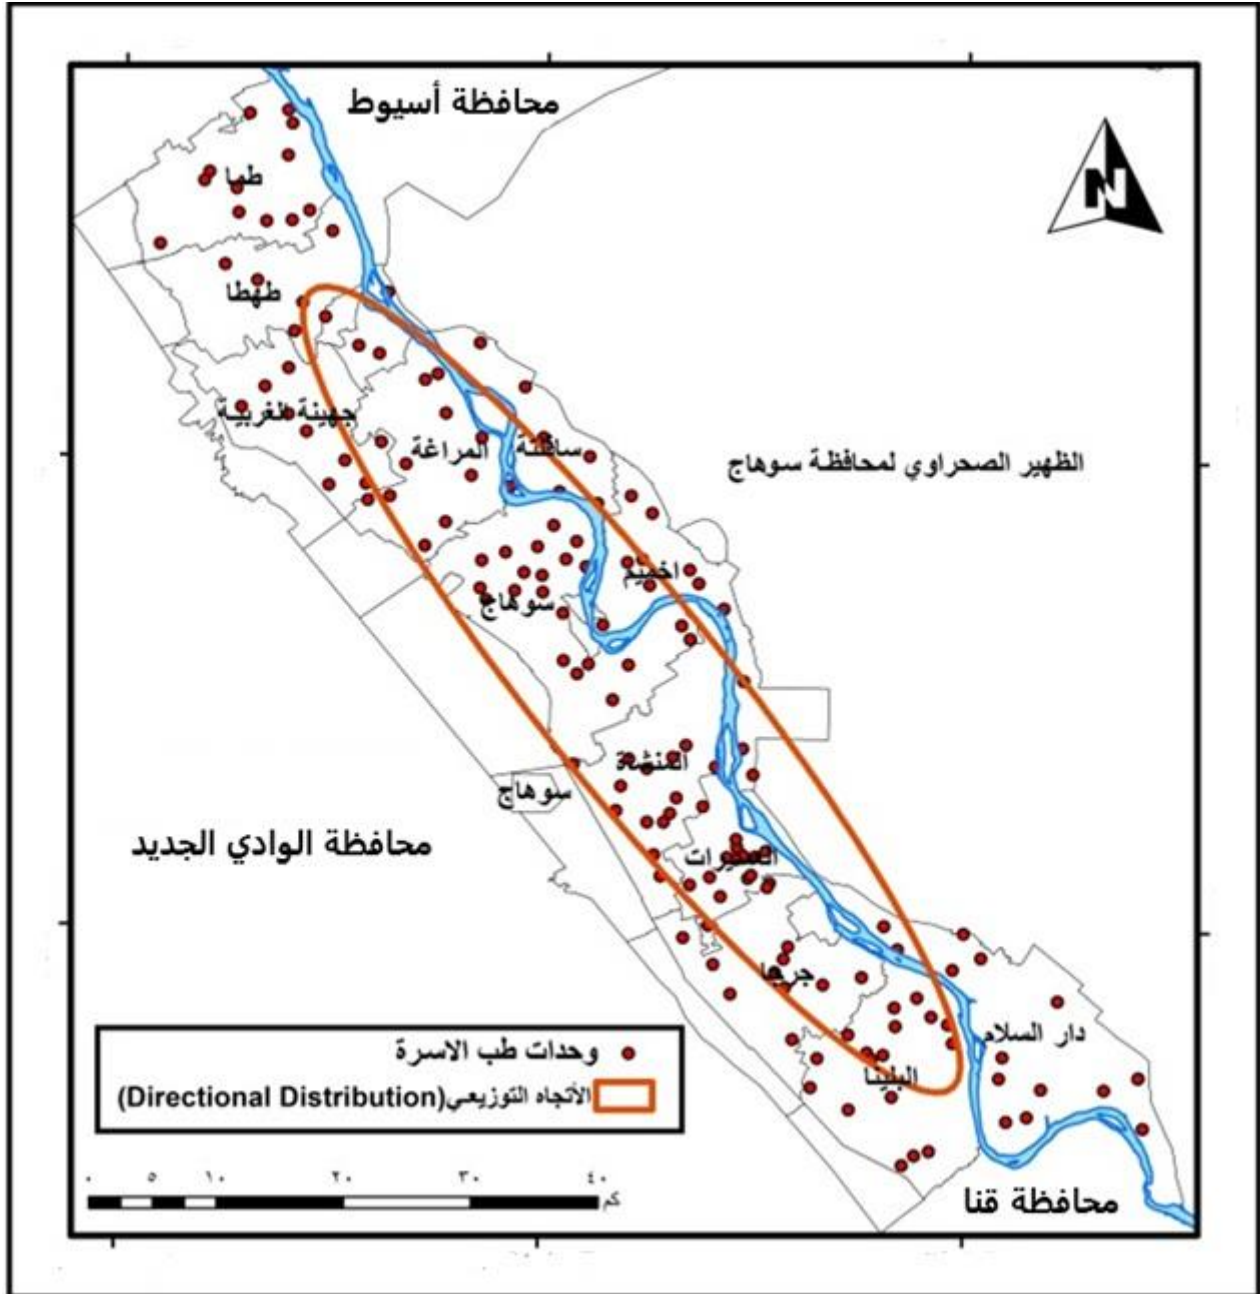 محافظة أسيوط
N
طما
طهطا
جهينة الغربية
المراغة
ساقلتة
الظهير الصحراوي لمحافظة سوهاج
اخميم
سوهاج
المنشاة
سوهاج
محافظة الوادي الجديد
العسيرات
جرجا
دار السلام
البلينا
وحدات طب الاسرة
الأتجاه التوزيعي(Directional Distribution)
٠ ٥ ١٠ ٢٠ ٣٠ ٤٠
كم
محافظة قنا